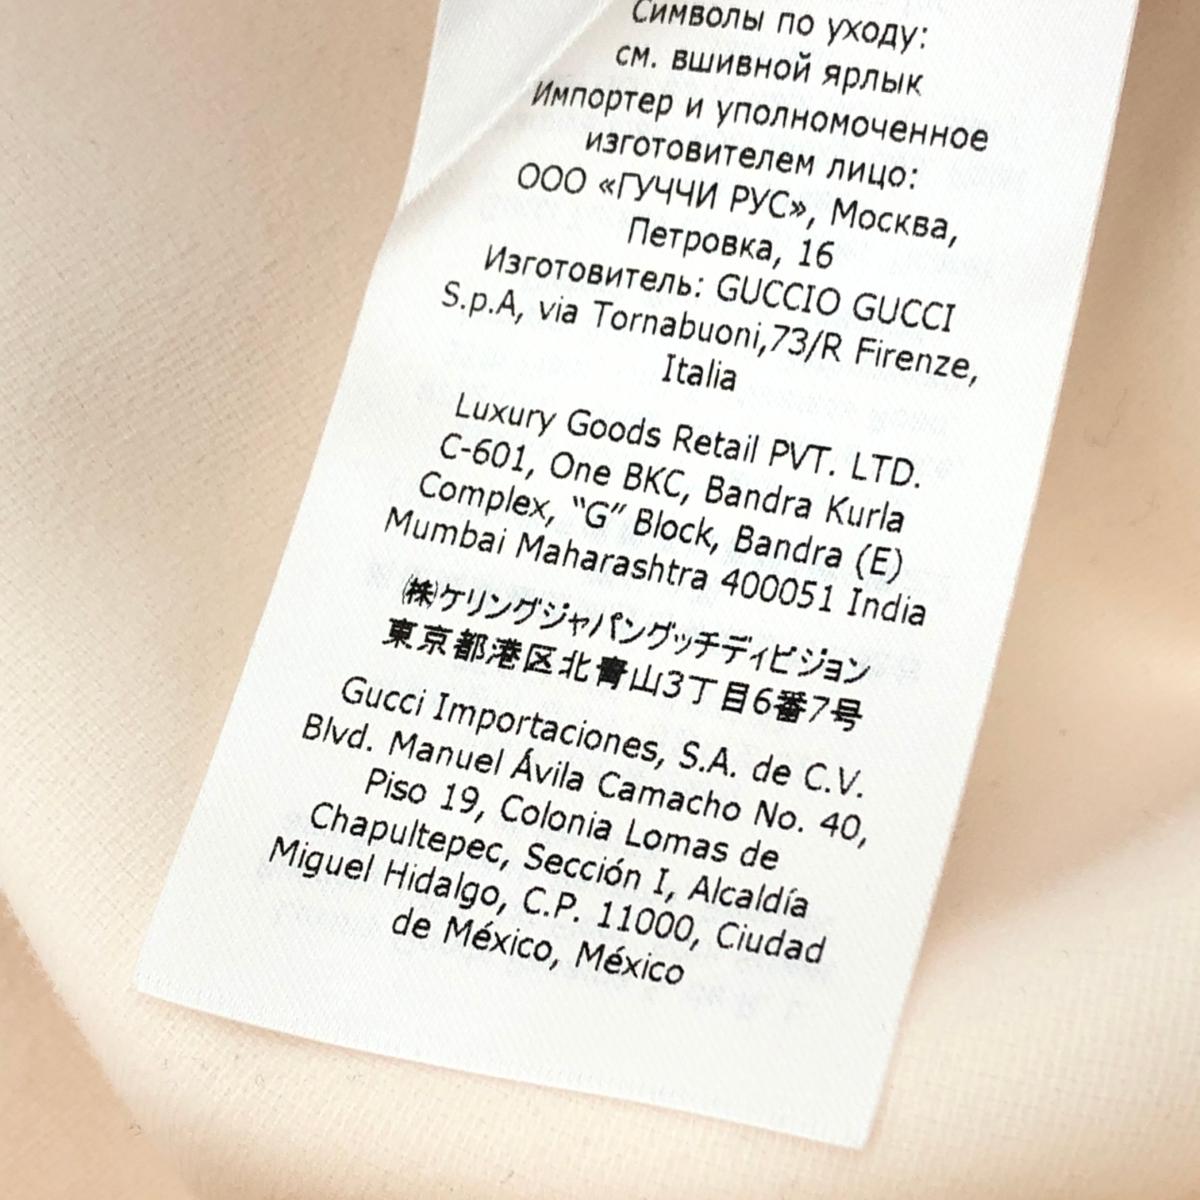 Символы по уходу:
см. вшивной ярлык
Импортер и уполномоченное
изготовителем лицо:
ООО «ГУЧЧИ РУС», Москва,
Петровка, 16
Изготовитель: GUCCIO GUCCI
S.p.A, via Tornabuoni,73/R Firenze,
Italia
Luxury Goods Retail PVT. LTD.
C-601, One BKC, Bandra Kurla
Complex, “G” Block, Bandra (E)
Mumbai Maharashtra 400051 India
㈱ケリングジャパングッチディビジョン
東京都港区北青山3丁目6番7号
Gucci Importaciones, S.A. de C.V.
Blvd. Manuel Ávila Camacho No. 40,
Piso 19, Colonia Lomas de
Chapultepec, Sección I, Alcaldía
Miguel Hidalgo, C.P. 11000, Ciudad
de México, México